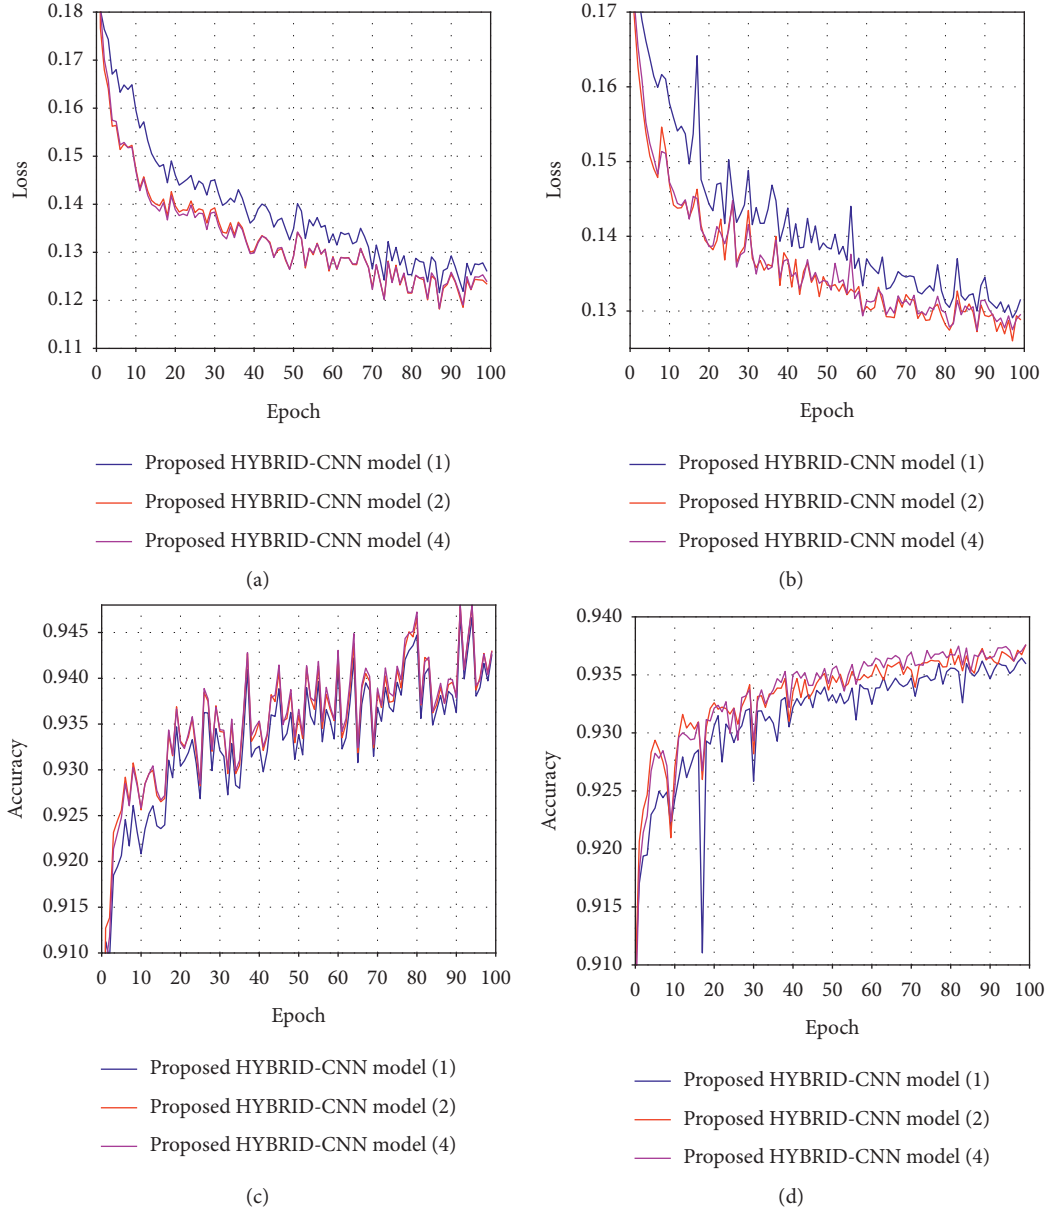 0.18
0.17
0.16
0.15
0.14
0.13
0.12
0.11
Loss
0 10 20 30 40 50 60 70 80 90 100
Epoch
Proposed HYBRID-CNN model (1)
Proposed HYBRID-CNN model (2)
Proposed HYBRID-CNN model (4)
(a)
0.17
0.16
0.15
0.14
0.13
Loss
0 10 20 30 40 50 60 70 80 90 100
Epoch
Proposed HYBRID-CNN model (1)
Proposed HYBRID-CNN model (2)
Proposed HYBRID-CNN model (4)
(b)
0.945
0.940
0.935
0.930
0.925
0.920
0.915
0.910
Accuracy
0 10 20 30 40 50 60 70 80 90 100
Epoch
Proposed HYBRID-CNN model (1)
Proposed HYBRID-CNN model (2)
Proposed HYBRID-CNN model (4)
(c)
0.940
0.935
0.930
0.925
0.920
0.915
0.910
Accuracy
0 10 20 30 40 50 60 70 80 90 100
Epoch
Proposed HYBRID-CNN model (1)
Proposed HYBRID-CNN model (2)
Proposed HYBRID-CNN model (4)
(d)